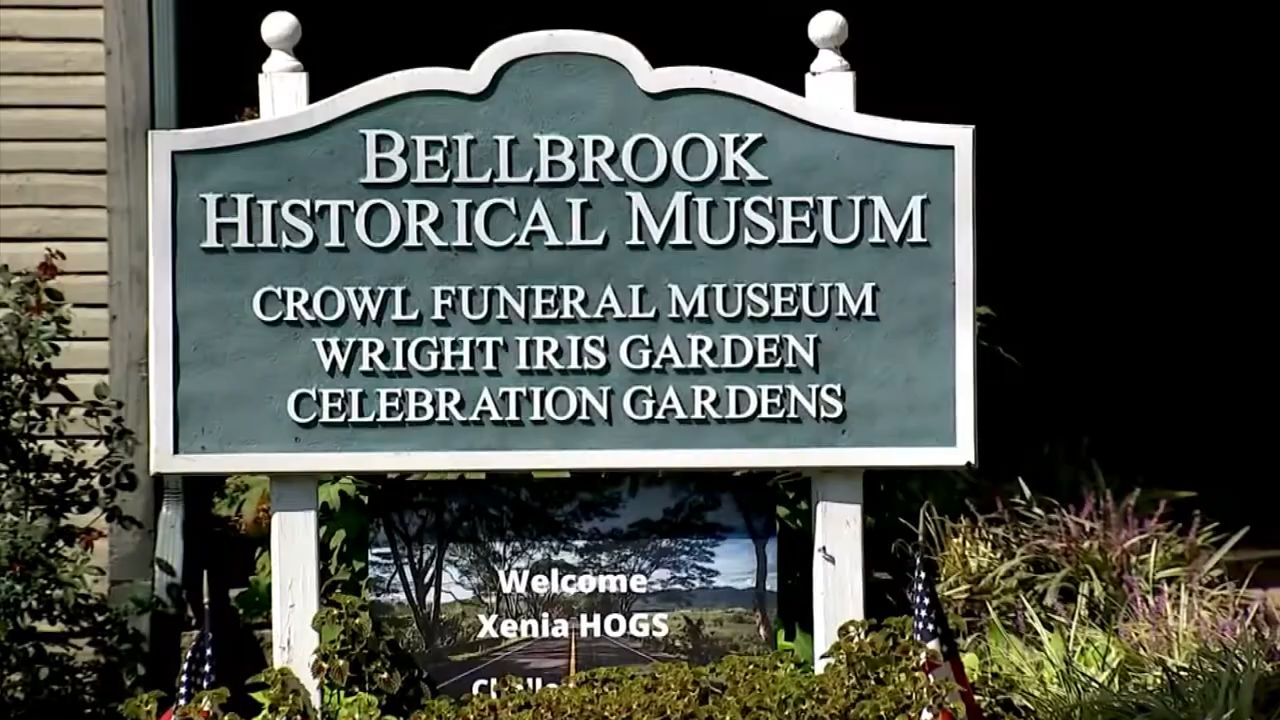 BELLBROOK
HISTORICAL MUSEUM
CROWL FUNERAL MUSEUM
WRIGHT IRIS GARDEN
CELEBRATION GARDENS
Welcome
Xenia HOGS